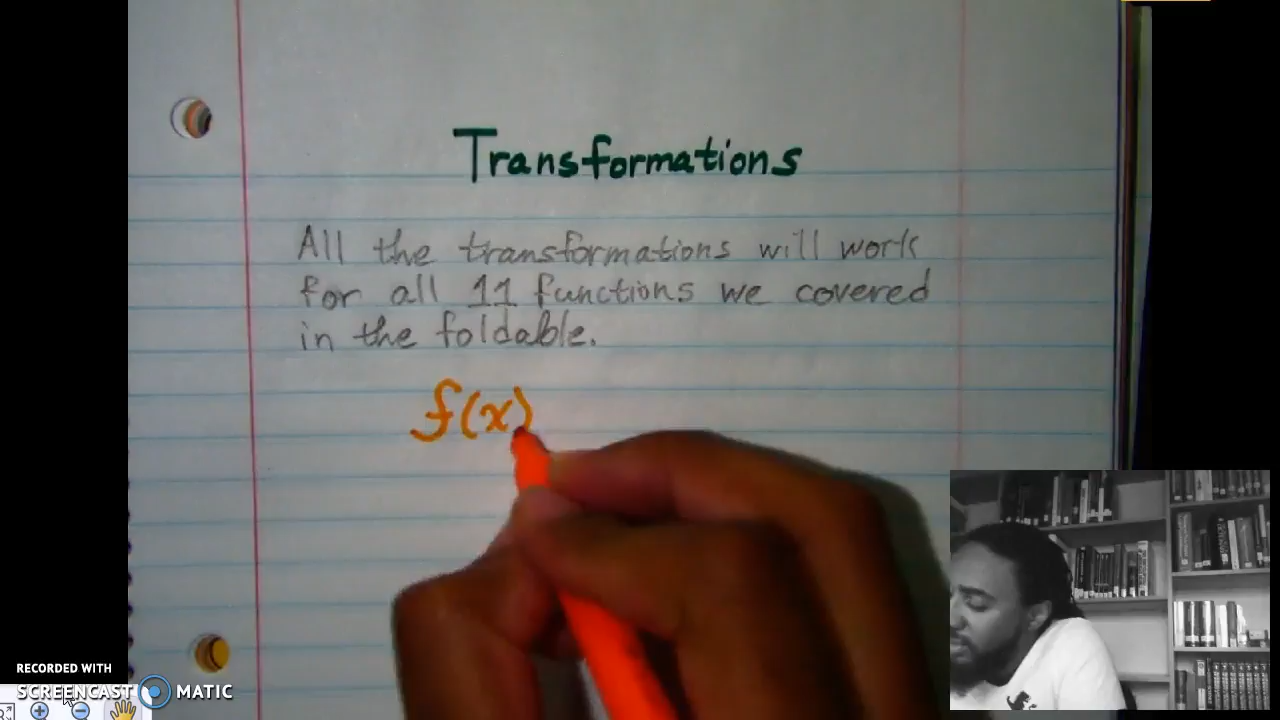 Transformations
All the transformations will work
for all 11 functions we covered
in the foldable.
f(x)
RECORDED WITH
SCREENCAST MATIC